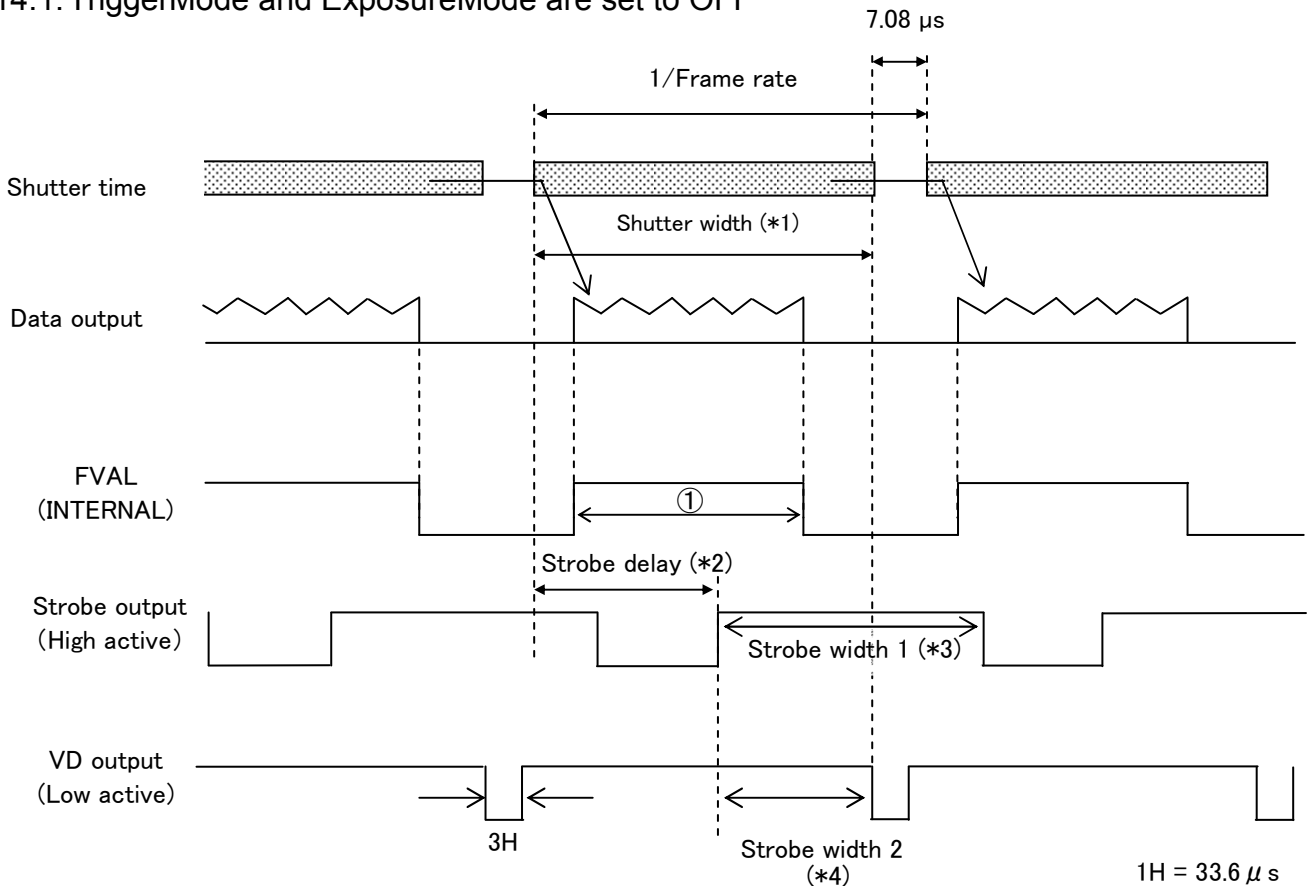 14.1. TriggerMode and ExposureMode are set to OFF
7.08 μs
1/Frame rate
Shutter time
Shutter width (*1)
Data output
FVAL
(INTERNAL)
①
Strobe delay (*2)
Strobe output
(High active)
Strobe width 1 (*3)
VD output
(Low active)
3H
Strobe width 2
(*4)
1H = 33.6 μ s